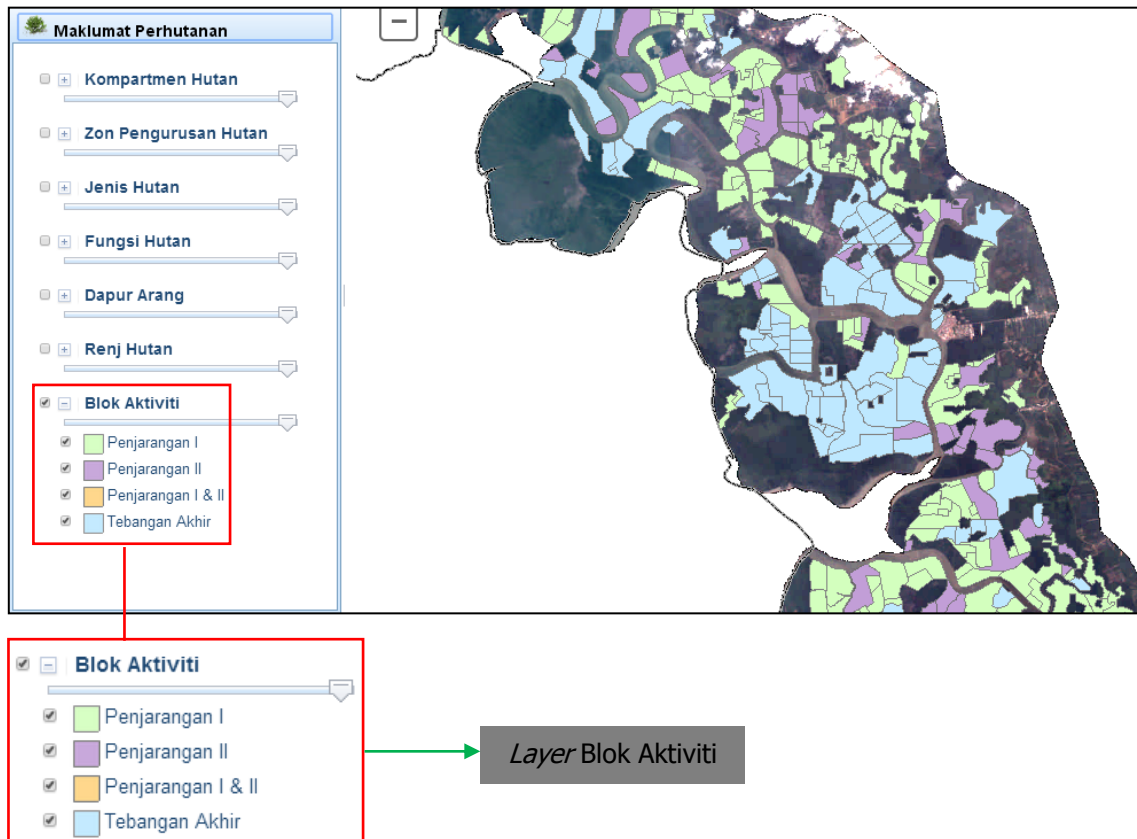 Maklumat Perhutanan
Kompartmen Hutan
Zon Pengurusan Hutan
Jenis Hutan
Fungsi Hutan
Dapur Arang
Renj Hutan
Blok Aktiviti
Penjarangan I
Penjarangan II
Penjarangan I & II
Tebangan Akhir
Blok Aktiviti
Penjarangan I
Penjarangan II
Penjarangan I & II
Tebangan Akhir
Layer Blok Aktiviti